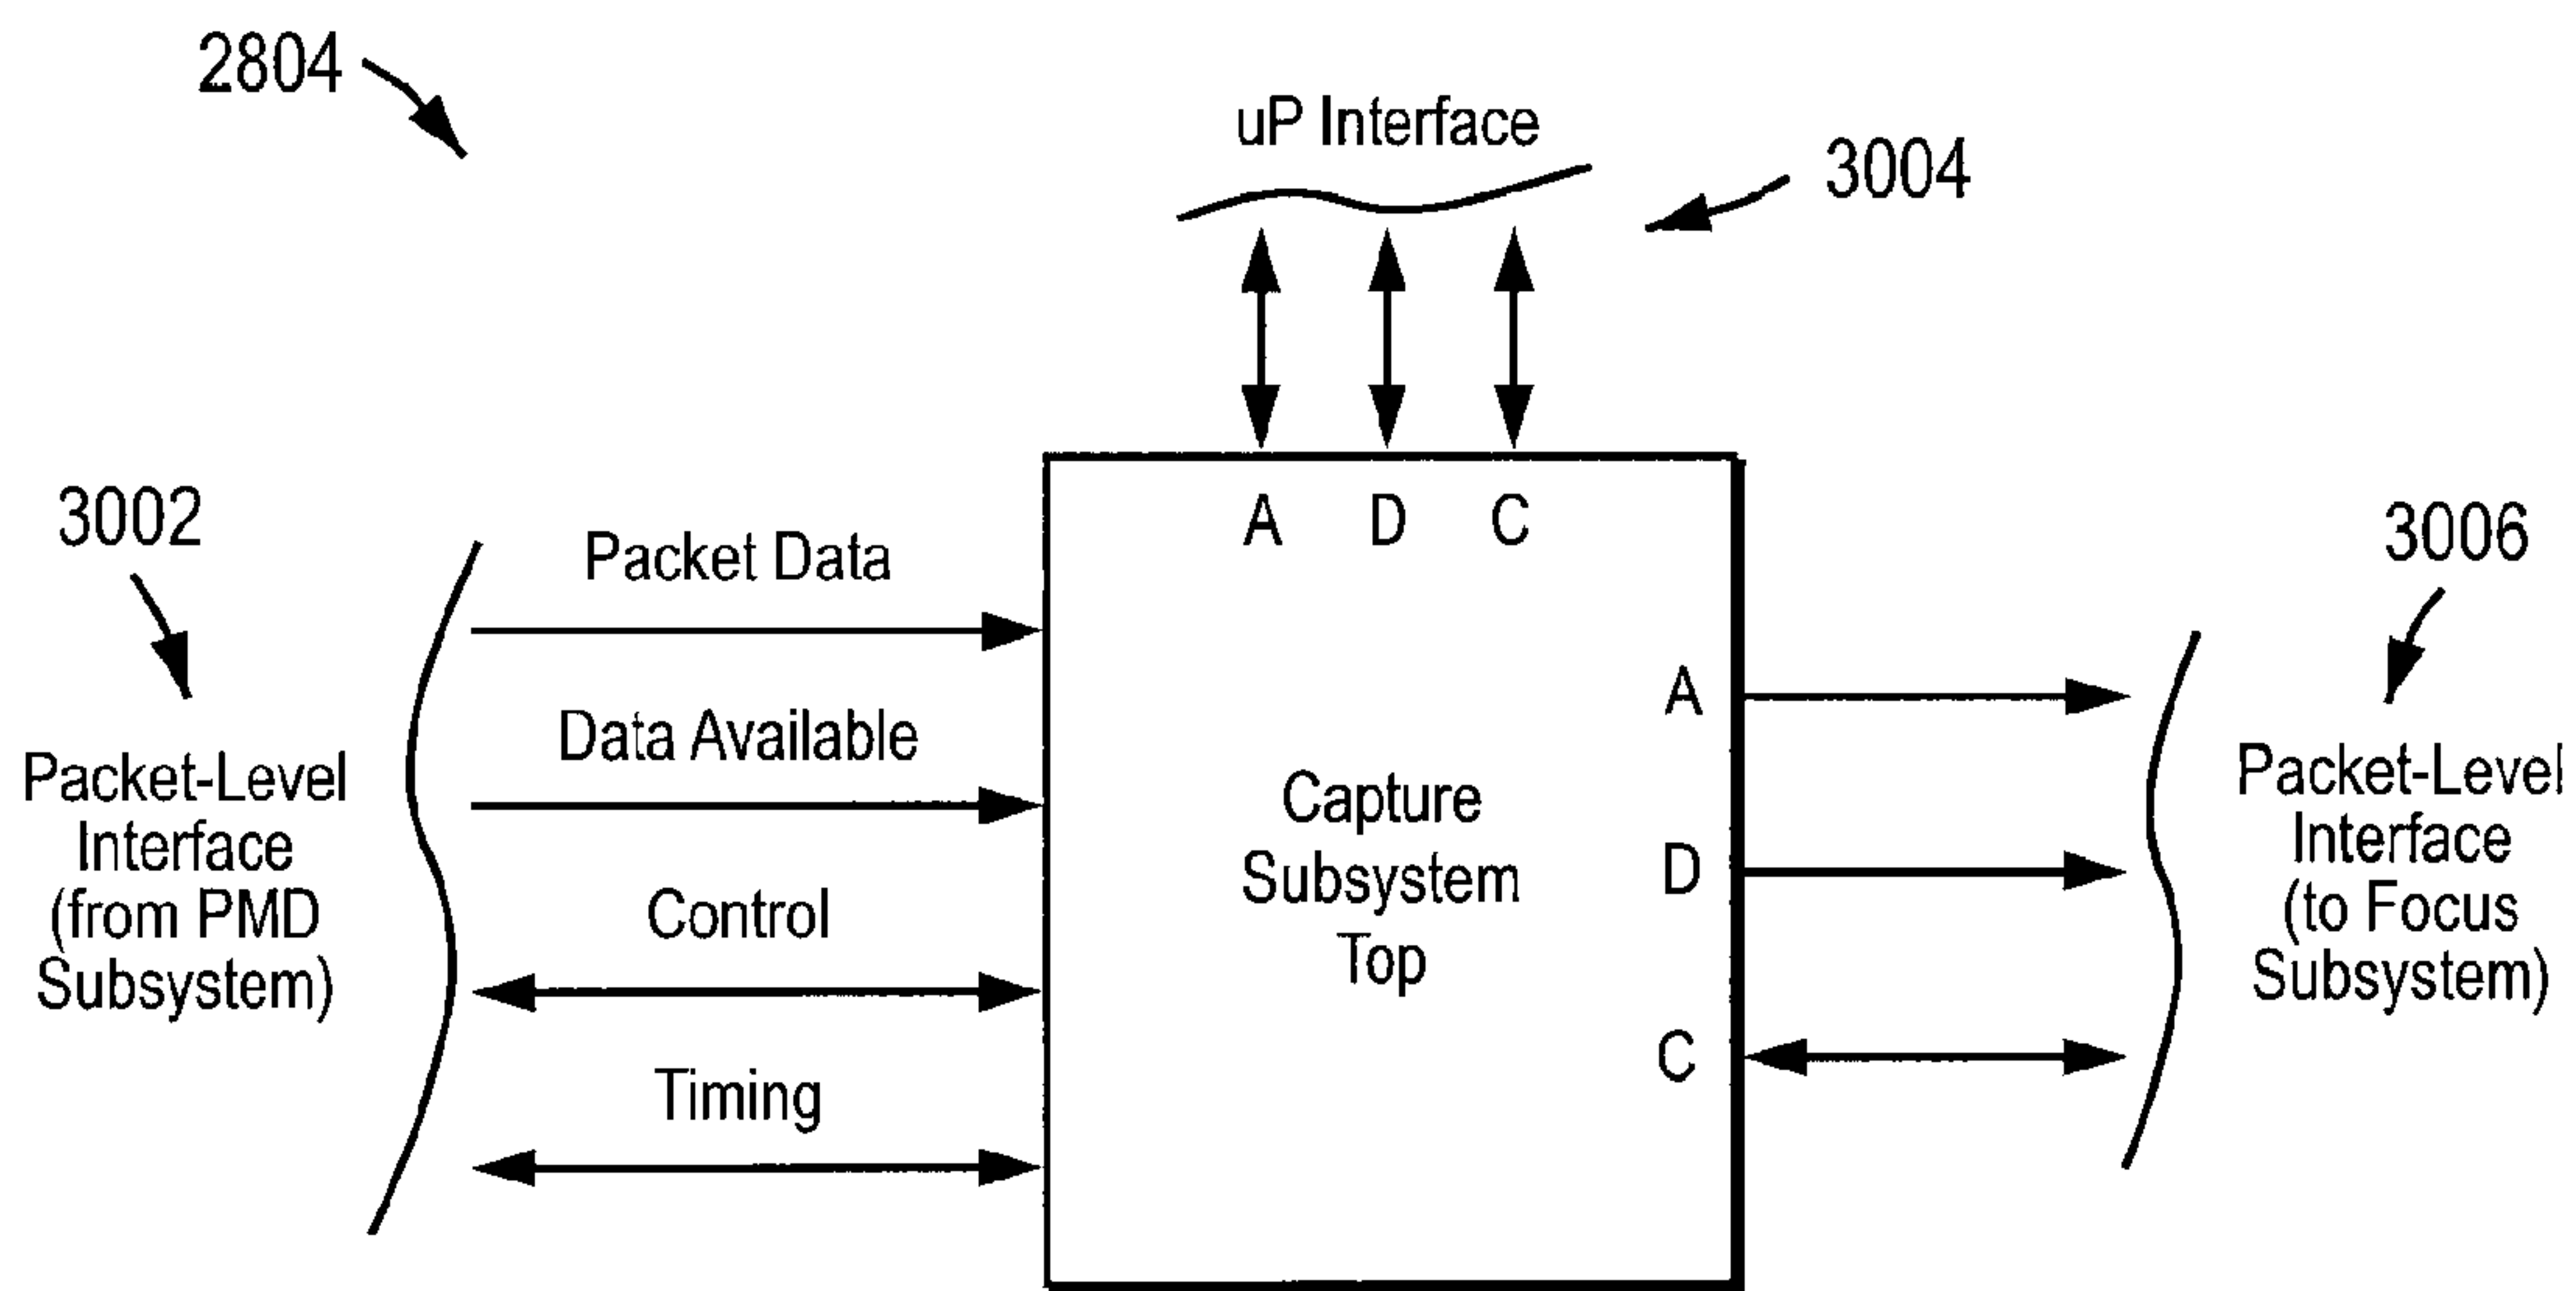 2804
uP Interface
3004
A D C
3002
Packet Data
3006
Data Available
Packet-Level
Interface
(from PMD
Subsystem)
Control
Timing
Capture
Subsystem
Top
A
D
C
Packet-Level
Interface
(to Focus
Subsystem)